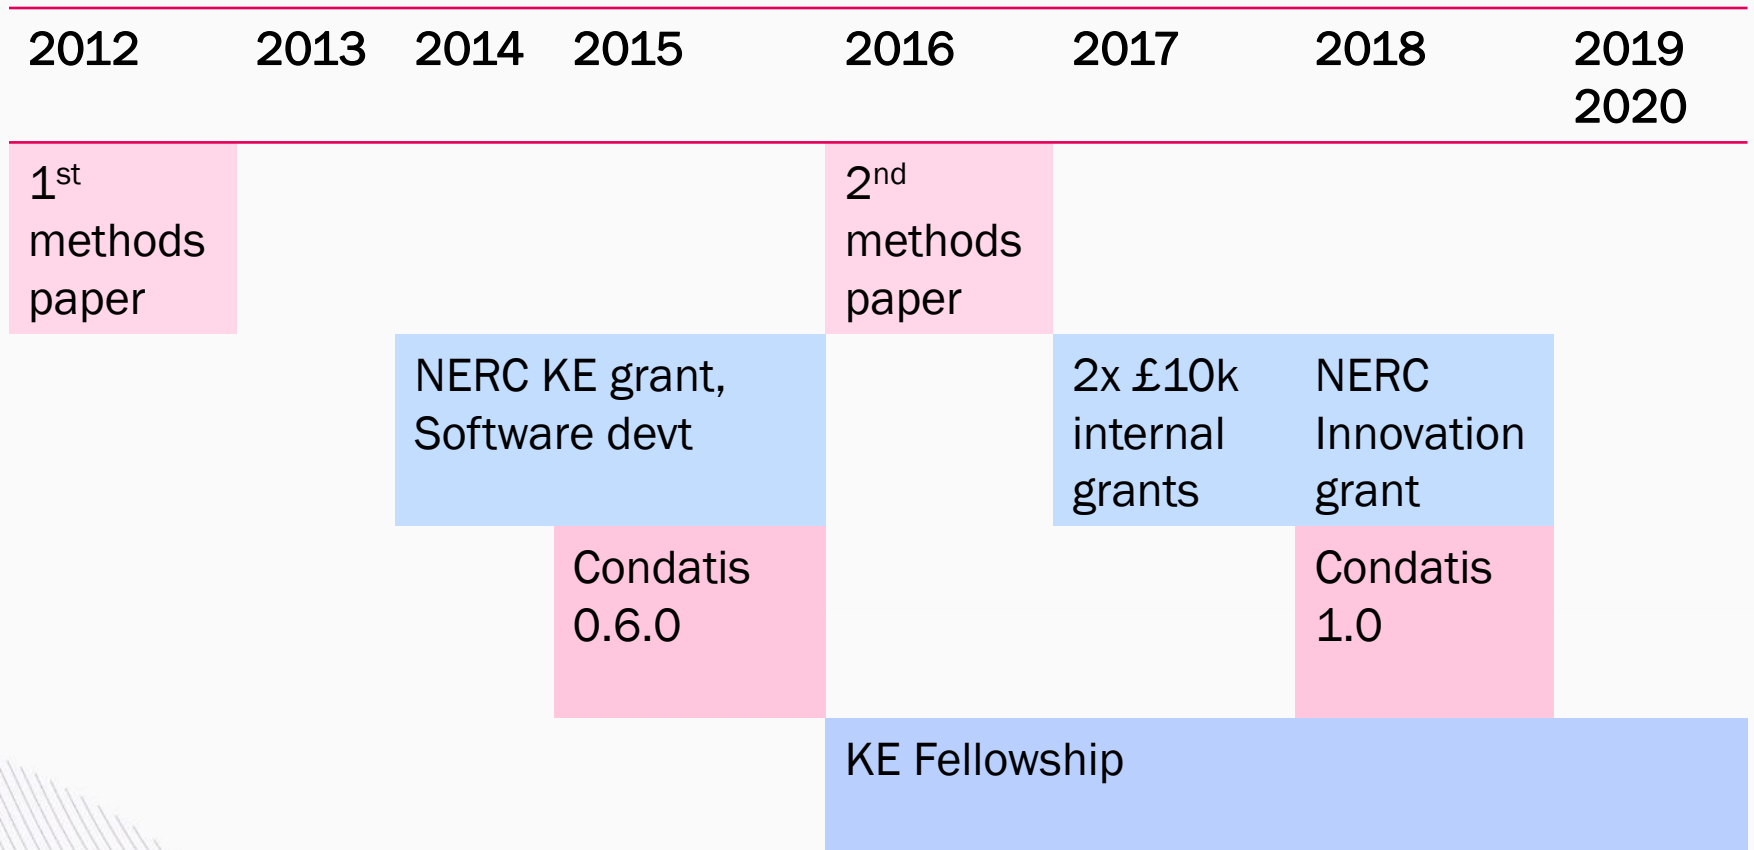 2012 2013 2014 2015 2016 2017 2018 2019
2020
1st
methods
paper
2nd
methods
paper
NERC KE grant,
Software devt
2x £10k
internal
grants
NERC
Innovation
grant
Condatis
0.6.0
Condatis
1.0
KE Fellowship